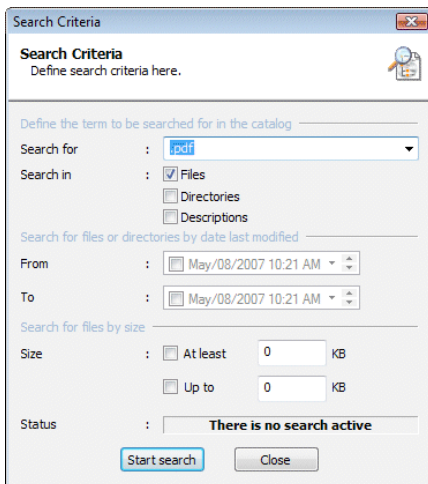 Search Criteria
Search Criteria
Define search criteria here.
Define the term to be searched for in the catalog
Search for : .pdf
Search in : Files
Directories
Descriptions
Search for files or directories by date last modified
From : May/08/2007 10:21 AM
To : May/08/2007 10:21 AM
Search for files by size
Size : At least 0 KB
Up to 0 KB
Status : There is no search active
Start search Close